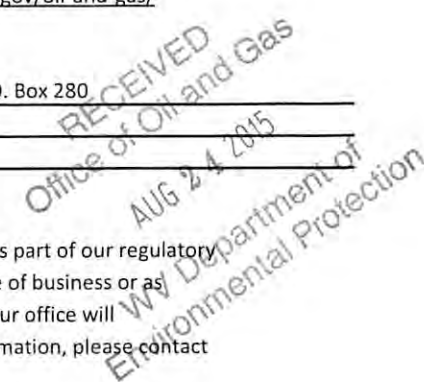 gov/oil-and-gas/
). Box 280
RECEIVED
Office of Oil and Gas
AUG 24 2015
WV Department of
Environmental Protection
s part of our regulatory
e of business or as
ur office will
mation, please contact